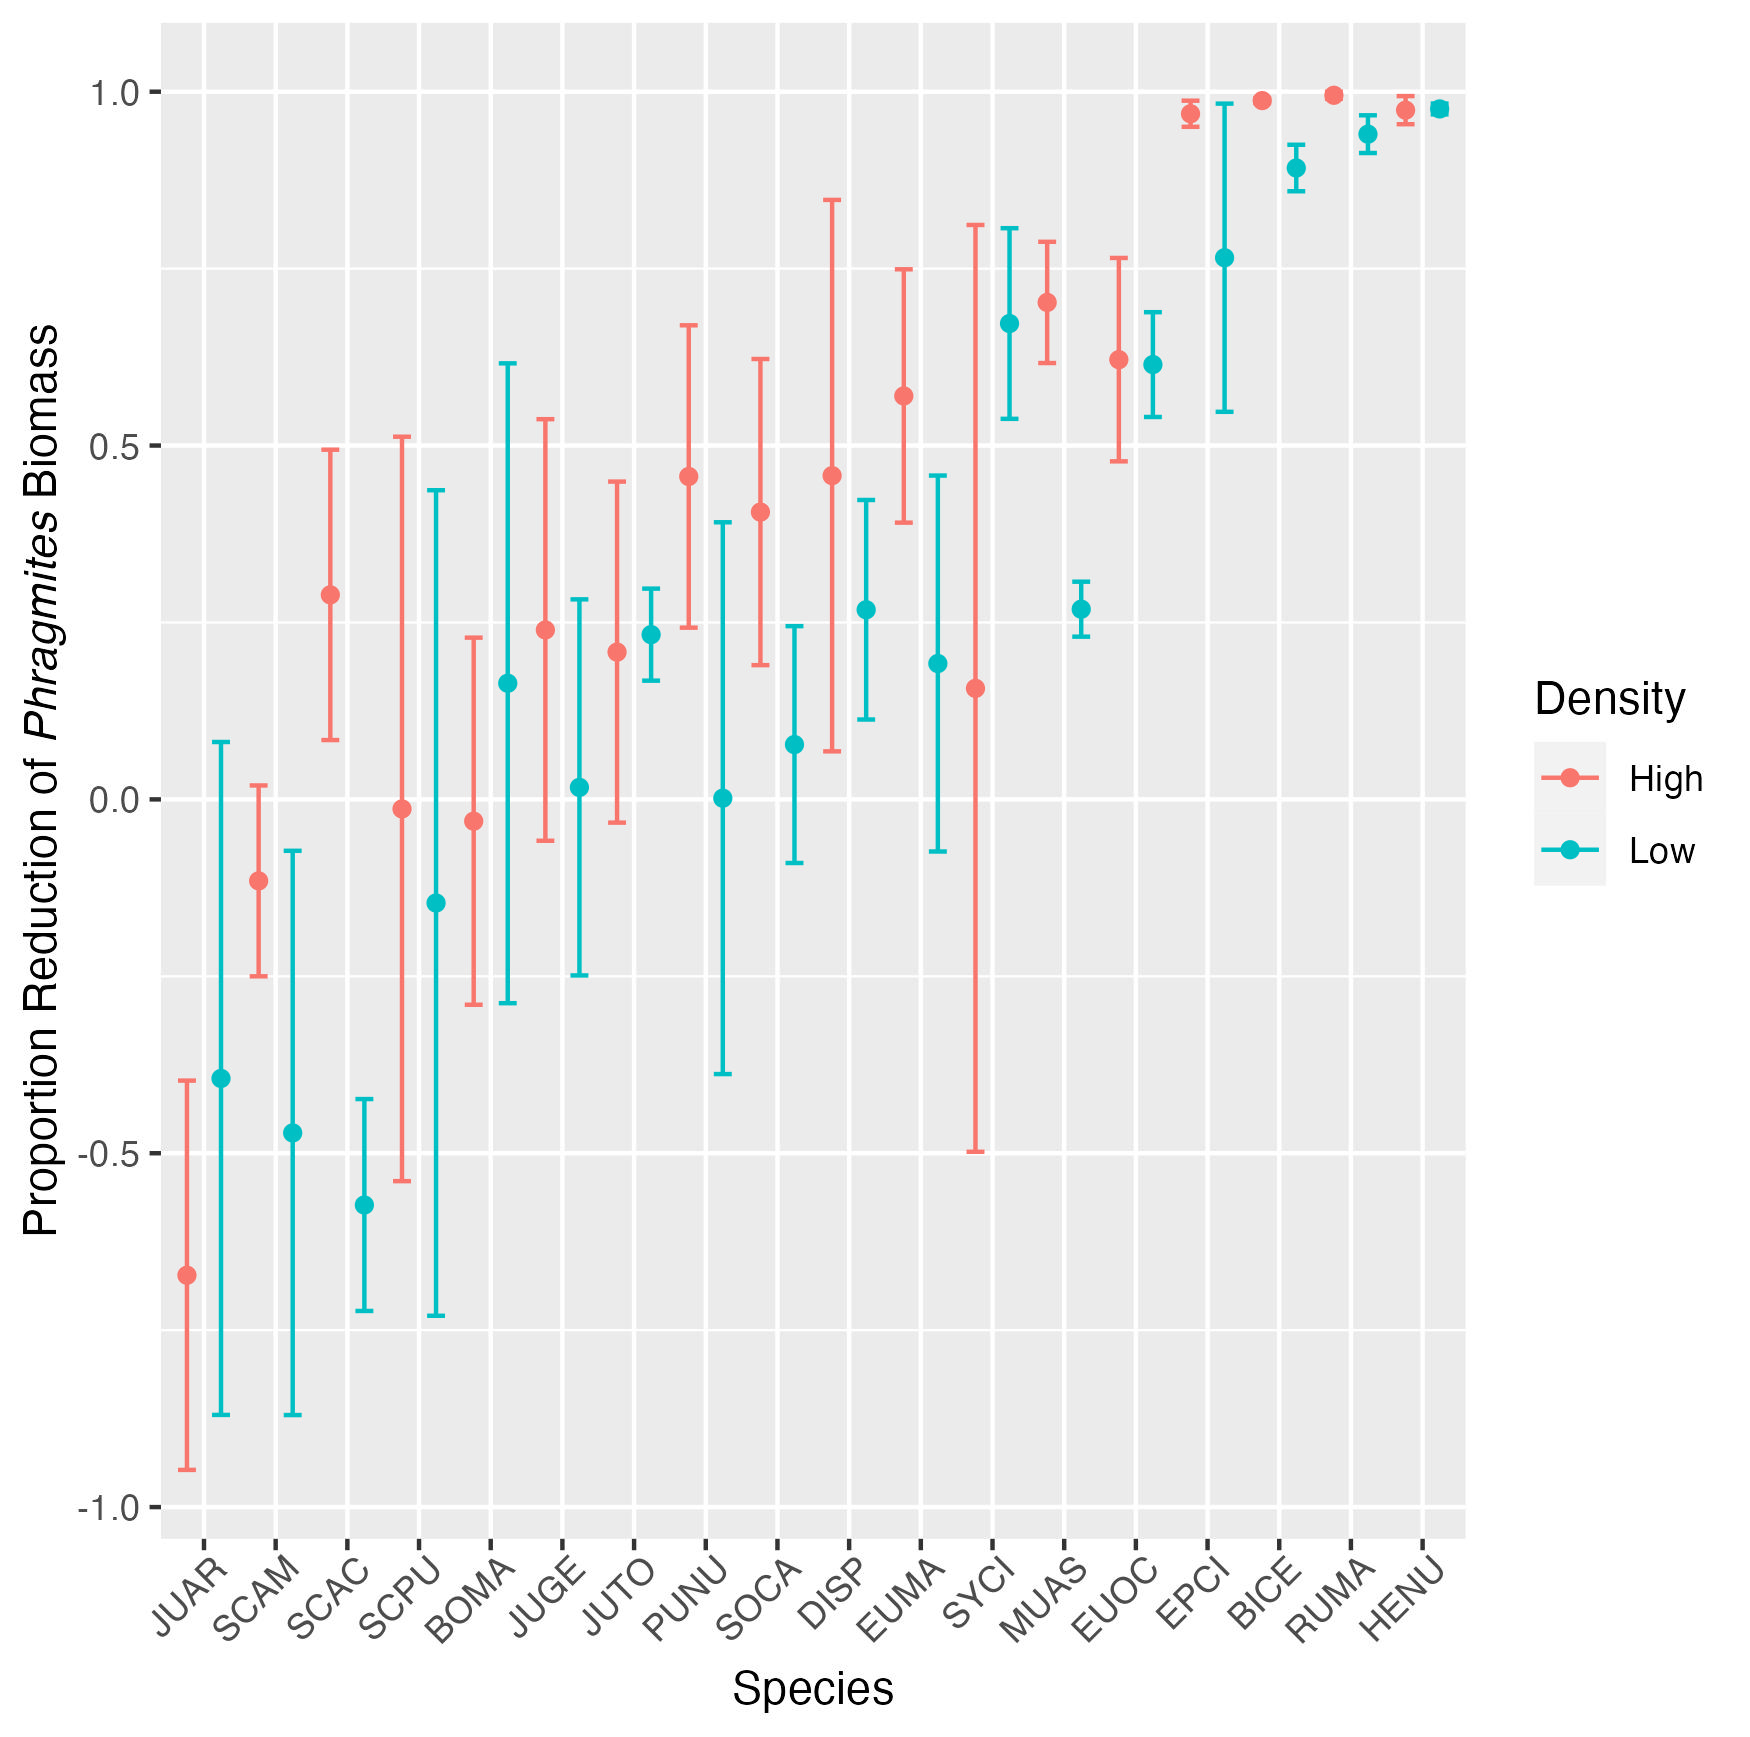 Proportion Reduction of Phragmites Biomass
1.0
0.5
0.0
-0.5
-1.0
JUAR
SCAM
SCAC
SCPU
BOMA
JUGE
JUTO
PUNU
SOCA
DISP
EUMA
SYCI
MUAS
EUOC
EPCI
BICE
RUMA
HENU
Species
Density
High
Low